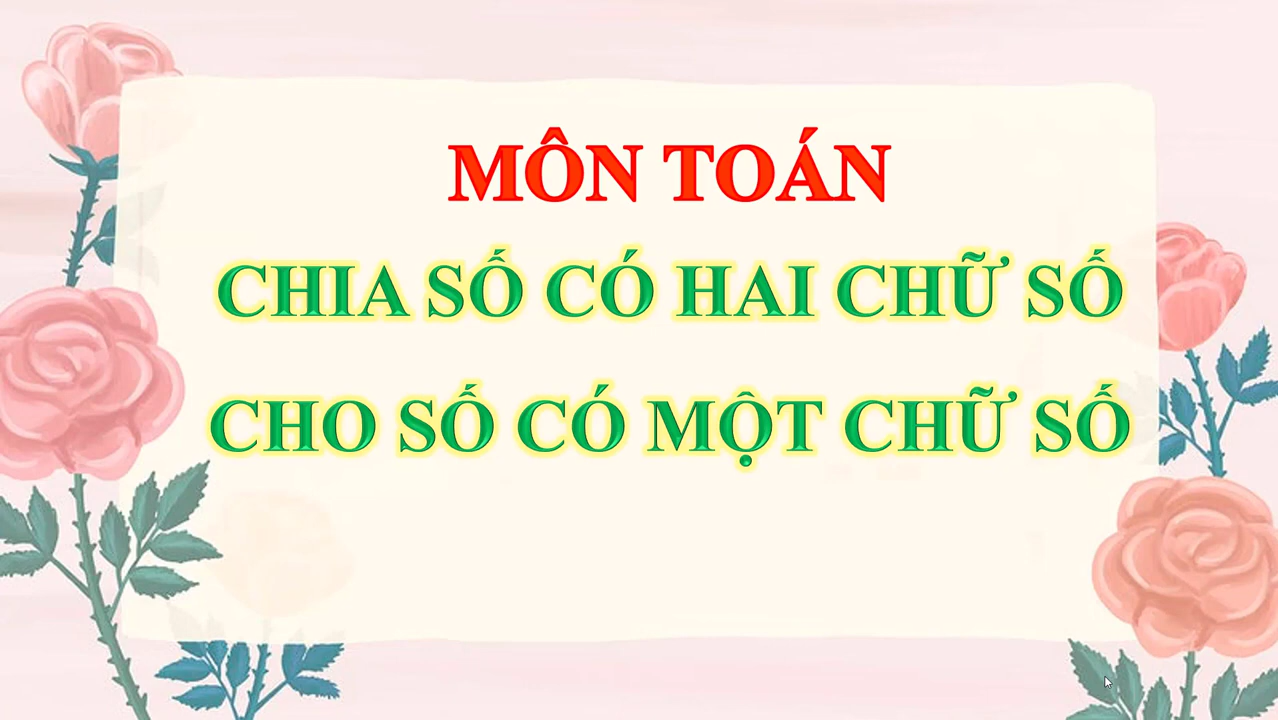 MÔN TOÁN
CHIA SỐ CÓ HAI CHỮ SỐ
CHO SỐ CÓ MỘT CHỮ SỐ